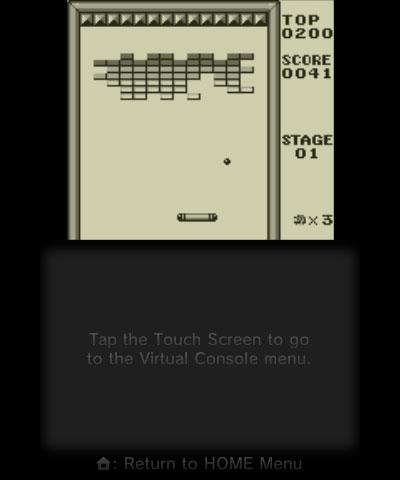 TOP
0200
SCORE
0041
STAGE
01
×3
Tap the Touch Screen to go
to the Virtual Console menu.
: Return to HOME Menu